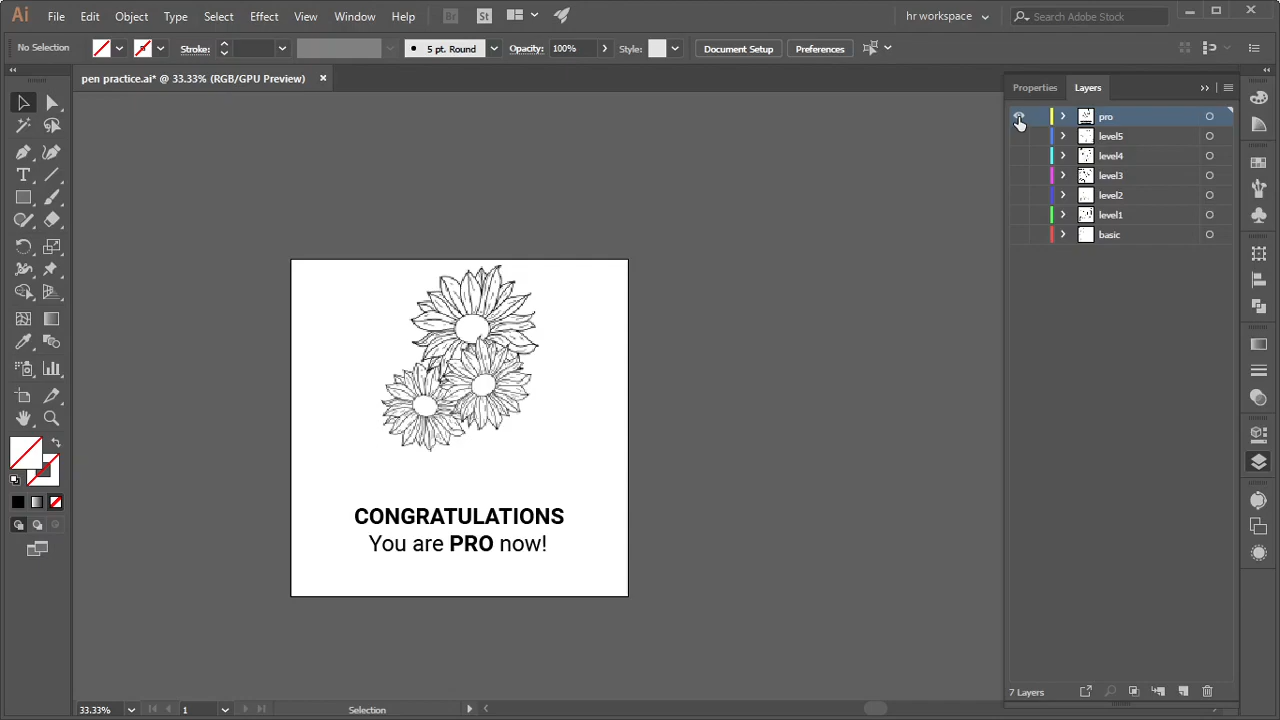 Ai File Edit Object Type Select Effect View Window Help Br St hr workspace Search Adobe Stock
No Selection Stroke: 5 pt. Round Opacity: 100% Style: Document Setup Preferences
pen practice.ai* @ 33.33% (RGB/GPU Preview)
Properties Layers
pro
level5
level4
level3
level2
level1
basic
CONGRATULATIONS
You are PRO now!
7 Layers
33.33% 1 Selection